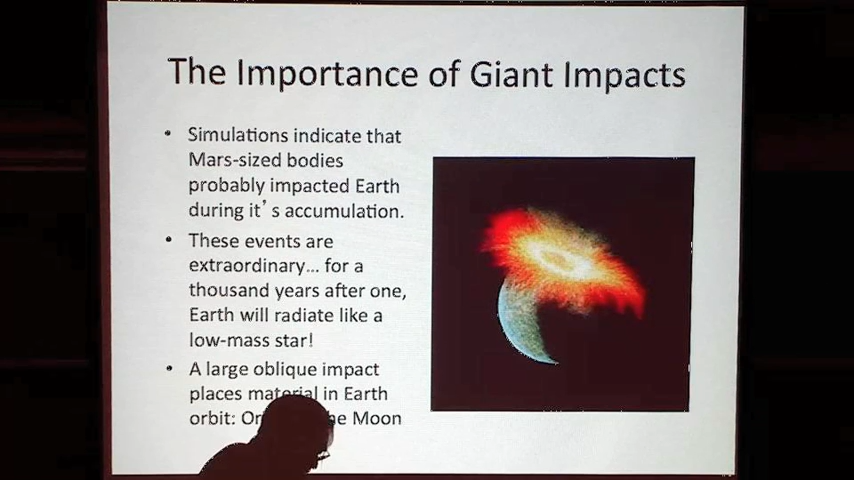 The Importance of Giant Impacts
• Simulations indicate that
Mars-sized bodies
probably impacted Earth
during it's accumulation.
• These events are
extraordinary... for a
thousand years after one,
Earth will radiate like a
low-mass star!
• A large oblique impact
places material in Earth
orbit: the Moon